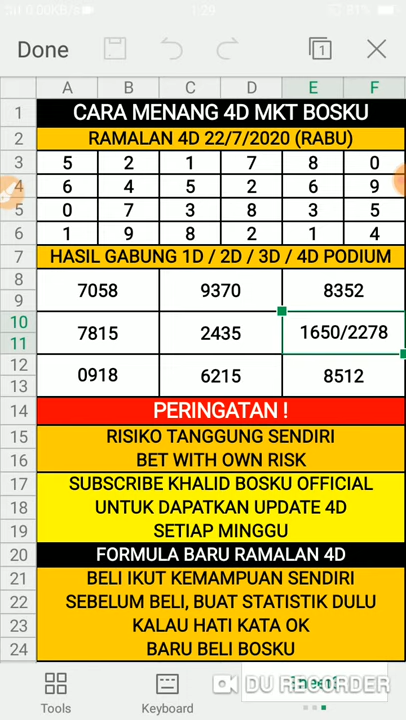 1:29
81%
Done
1
A B C D E F
1 CARA MENANG 4D MKT BOSKU
2 RAMALAN 4D 22/7/2020 (RABU)
3 5 2 1 7 8 0
4 6 4 5 2 6 9
5 0 7 3 8 3 5
6 1 9 8 2 1 4
7 HASIL GABUNG 1D / 2D / 3D / 4D PODIUM
8
9
7058 9370 8352
10
11
7815 2435 1650/2278
12
13
0918 6215 8512
14 PERINGATAN !
15 RISIKO TANGGUNG SENDIRI
16 BET WITH OWN RISK
17 SUBSCRIBE KHALID BOSKU OFFICIAL
18 UNTUK DAPATKAN UPDATE 4D
19 SETIAP MINGGU
20 FORMULA BARU RAMALAN 4D
21 BELI IKUT KEMAMPUAN SENDIRI
22 SEBELUM BELI, BUAT STATISTIK DULU
23 KALAU HATI KATA OK
24 BARU BELI BOSKU
DU RECORDER
Tools Keyboard